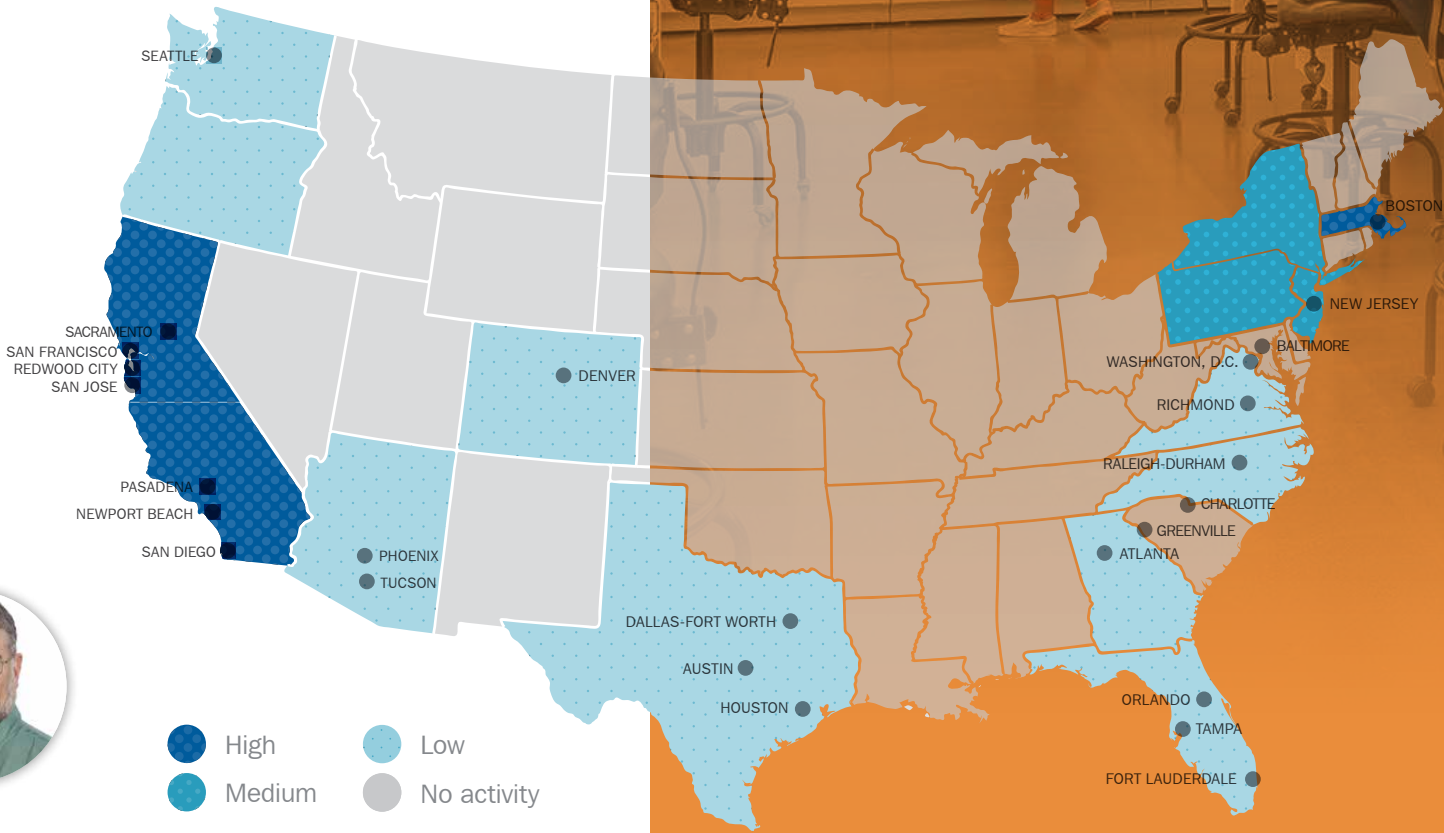 SEATTLE
BOSTON
NEW JERSEY
SACRAMENTO
BALTIMORE
SAN FRANCISCO
WASHINGTON, D.C.
REDWOOD CITY
DENVER
SAN JOSE
RICHMOND
RALEIGH-DURHAM
PASADENA
CHARLOTTE
NEWPORT BEACH
GREENVILLE
SAN DIEGO
ATLANTA
PHOENIX
TUCSON
DALLAS-FORT WORTH
AUSTIN
ORLANDO
HOUSTON
TAMPA
FORT LAUDERDALE
High
Low
Medium
No activity